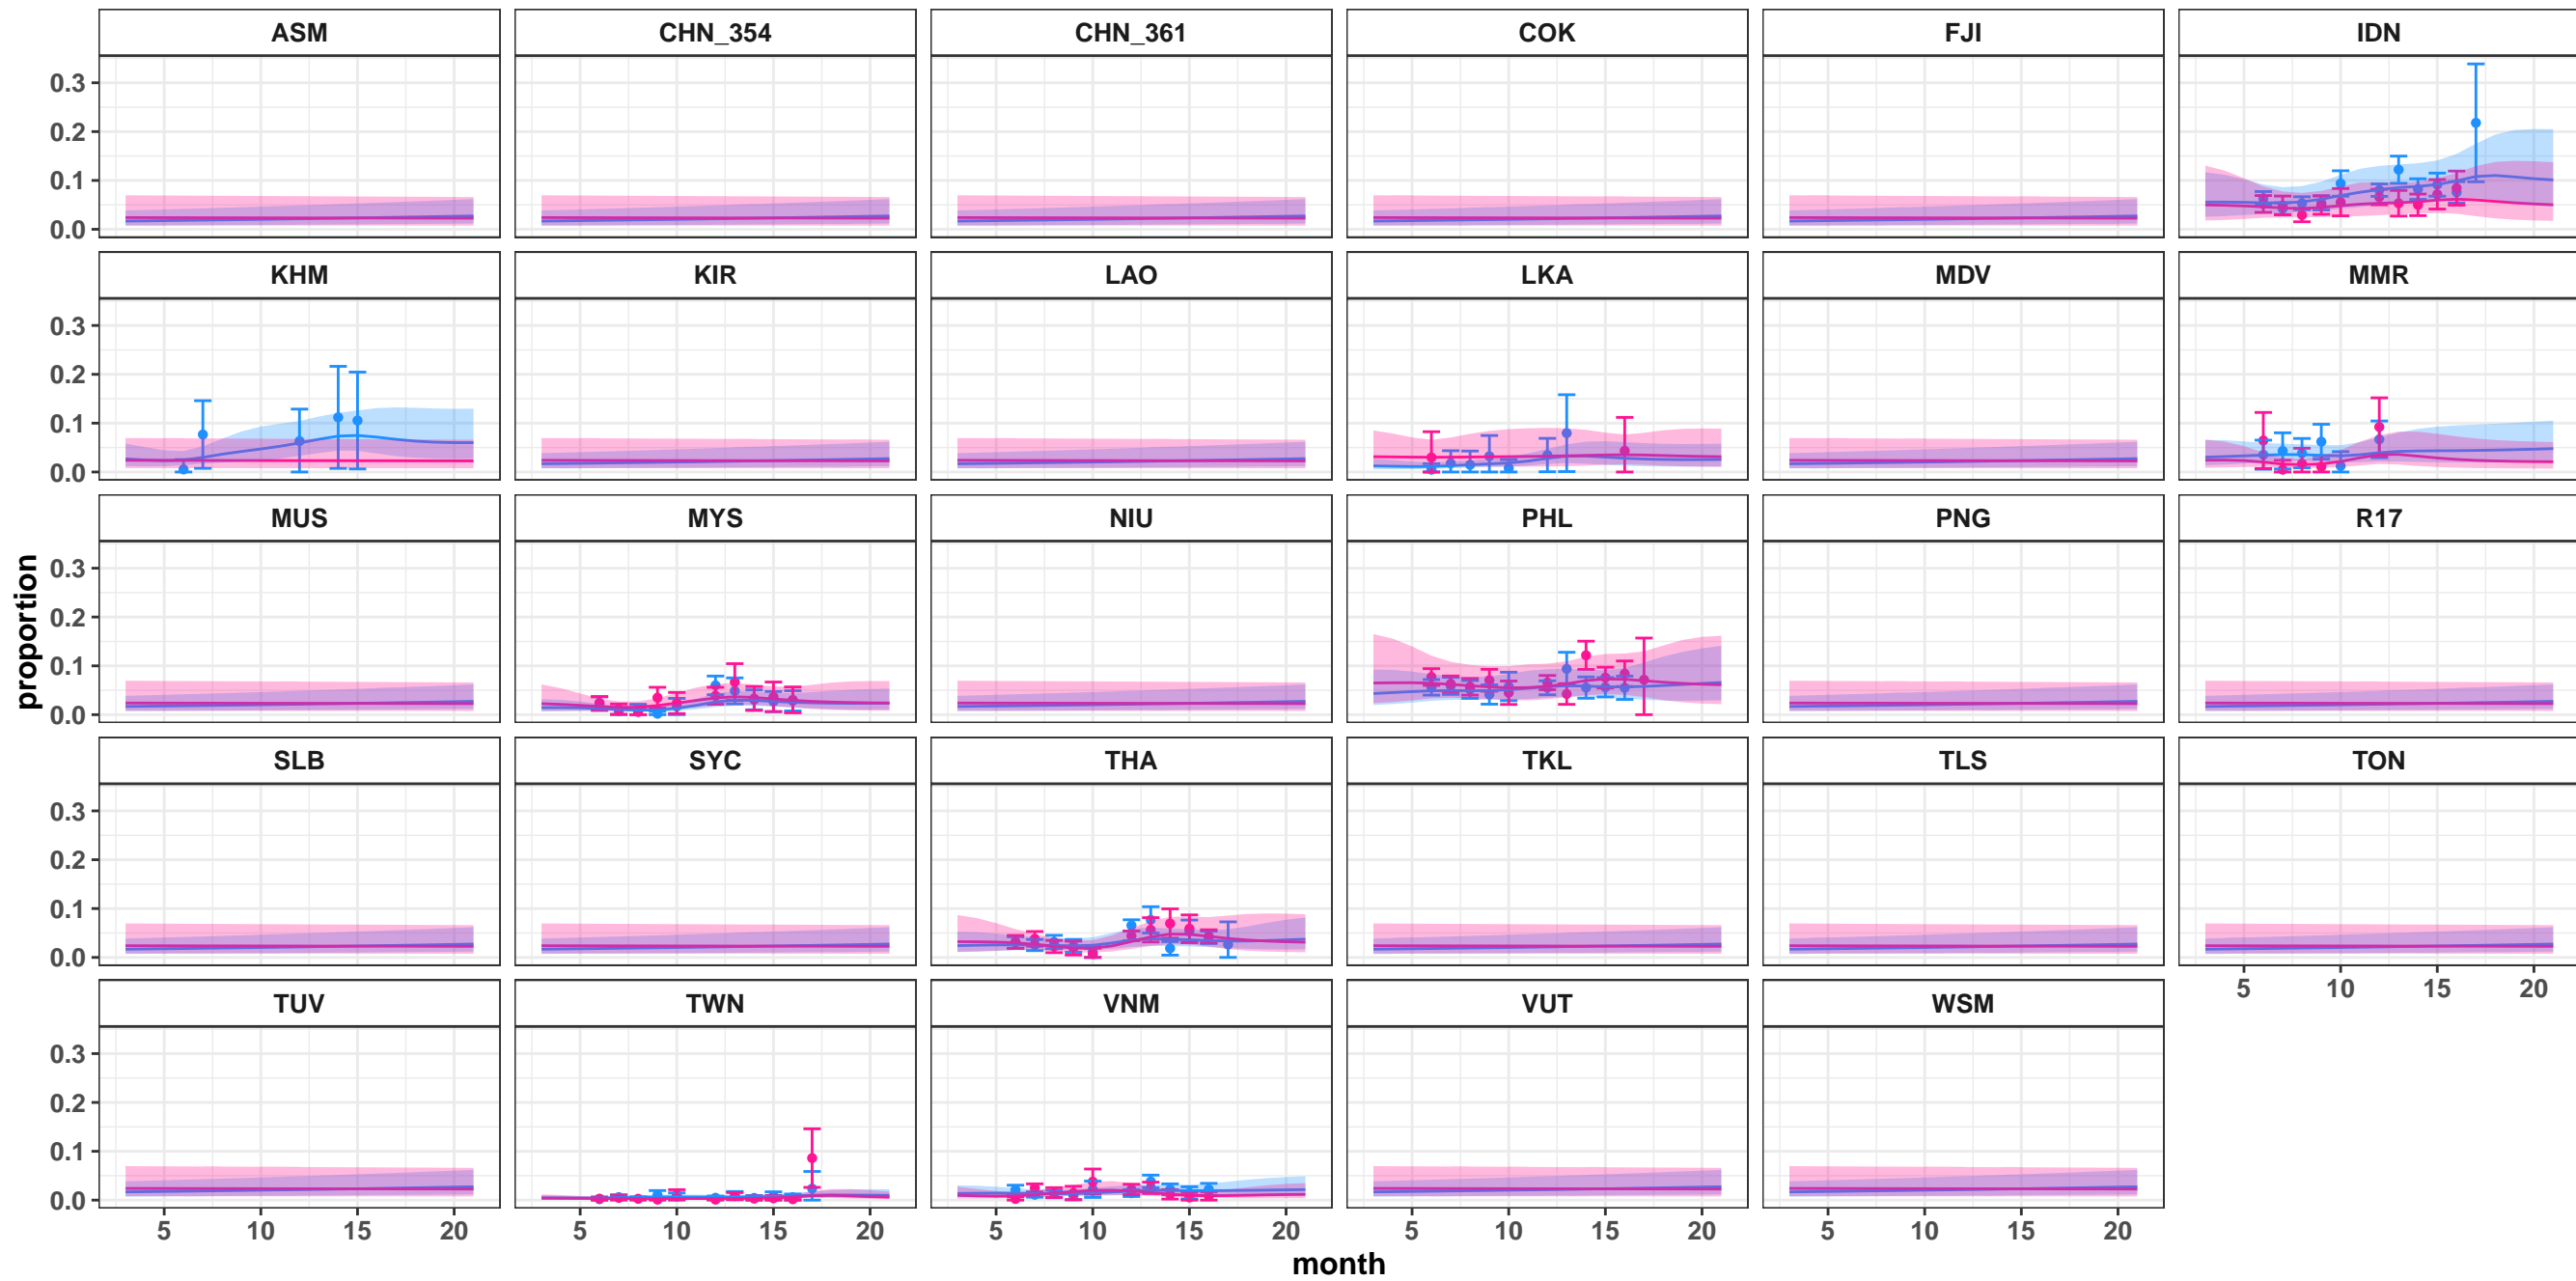 ASM CHN_354 CHN_361 COK FJI IDN
0.3
0.2
0.1
0.0
KHM KIR LAO LKA MDV MMR
0.3
0.2
0.1
0.0
MUS MYS NIU PHL PNG R17
0.3
0.2
0.1
0.0
SLB SYC THA TKL TLS TON
0.3
0.2
0.1
0.0
5 10 15 20
TUV TWN VNM VUT WSM
0.3
0.2
0.1
0.0
5 10 15 20 5 10 15 20 5 10 15 20 5 10 15 20 5 10 15 20
month
proportion